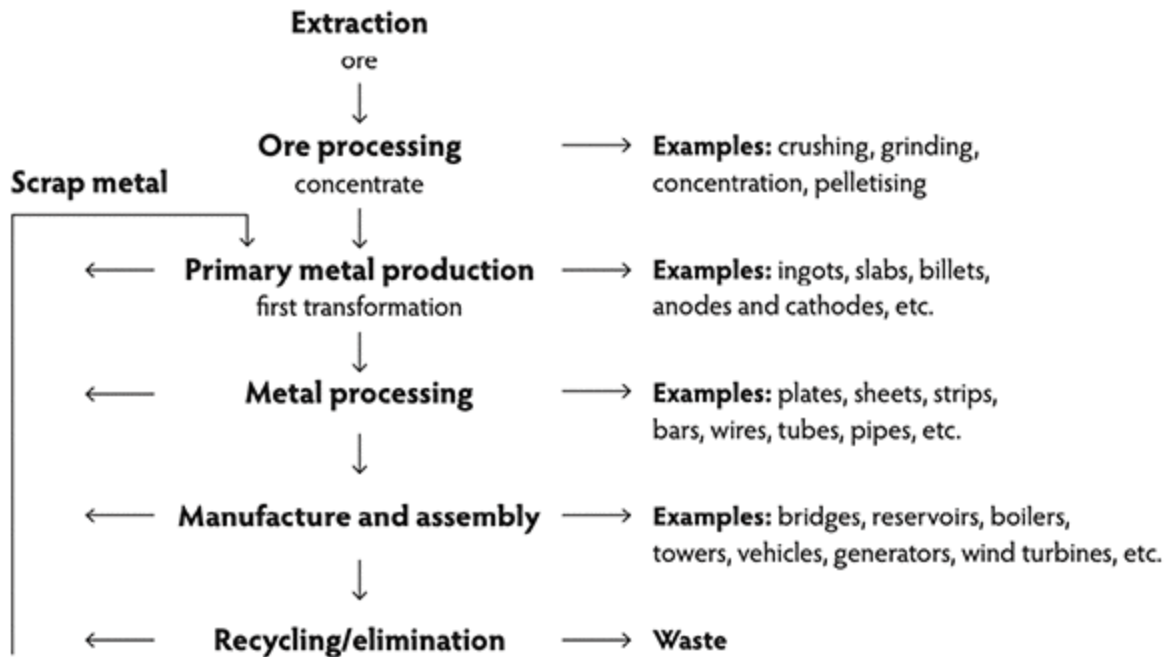 Extraction
ore
Ore processing
concentrate
Examples: crushing, grinding,
concentration, pelletising
Scrap metal
Primary metal production
first transformation
Examples: ingots, slabs, billets,
anodes and cathodes, etc.
Metal processing
Examples: plates, sheets, strips,
bars, wires, tubes, pipes, etc.
Manufacture and assembly
Examples: bridges, reservoirs, boilers,
towers, vehicles, generators, wind turbines, etc.
Recycling/elimination
Waste